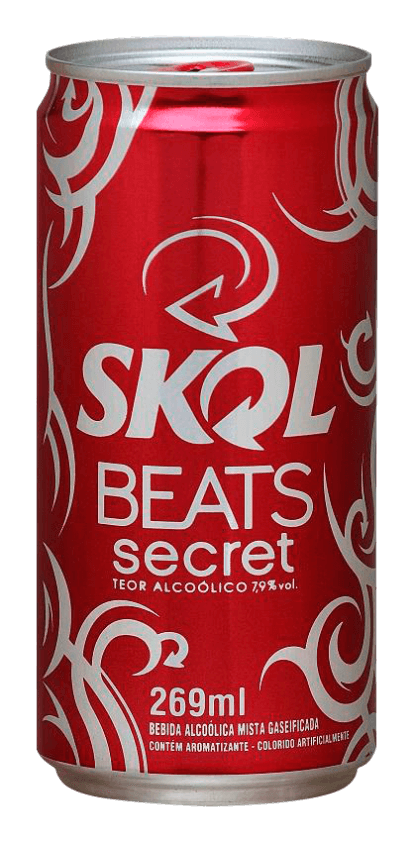 SKOL
BEATS
secret
TEOR ALCOÓLICO 7,9% vol.
269ml
BEBIDA ALCOÓLICA MISTA GASEIFICADA
CONTÉM AROMATIZANTE - COLORIDO ARTIFICIALMENTE